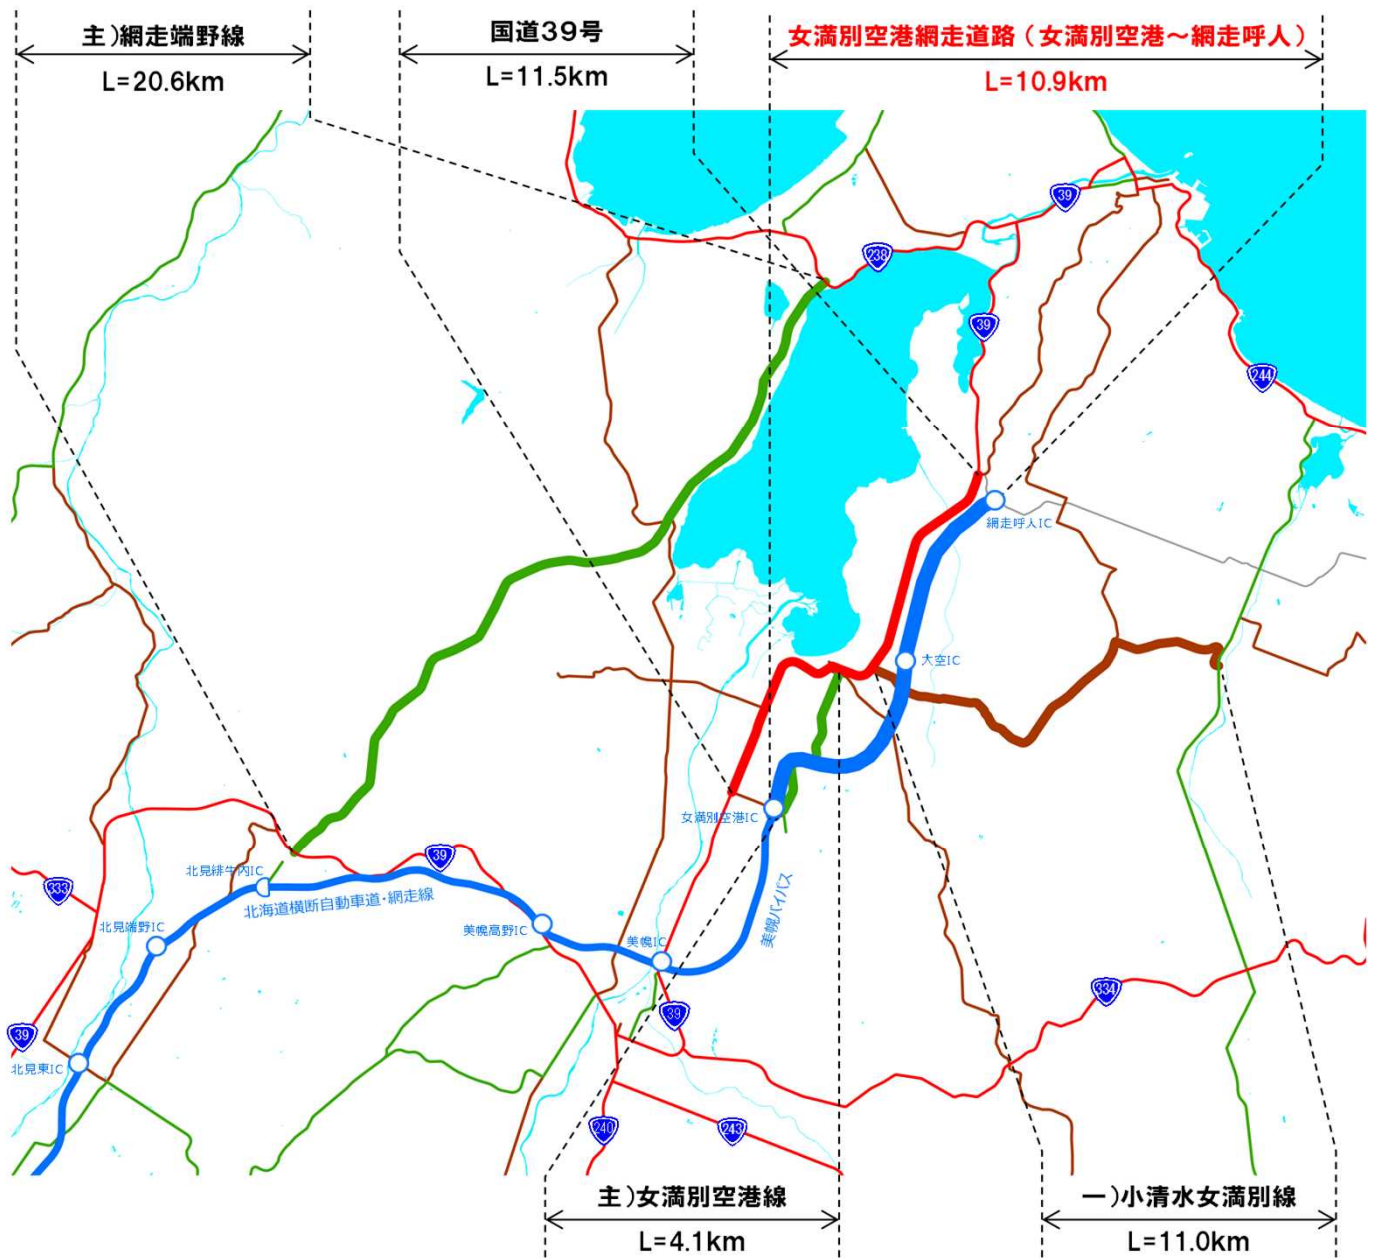 主)網走端野線
L=20.6km
国道39号
L=11.5km
女満別空港網走道路(女満別空港～網走呼人)
L=10.9km
39
238
39
244
網走呼人IC
大空IC
女満別空港IC
39
北見緋牛内IC
333
北海道横断自動車道・網走線
美幌バイパス
北見端野IC
美幌高野IC
美幌IC
334
39
39
北見東IC
240
243
主)女満別空港線
L=4.1km
一)小清水女満別線
L=11.0km